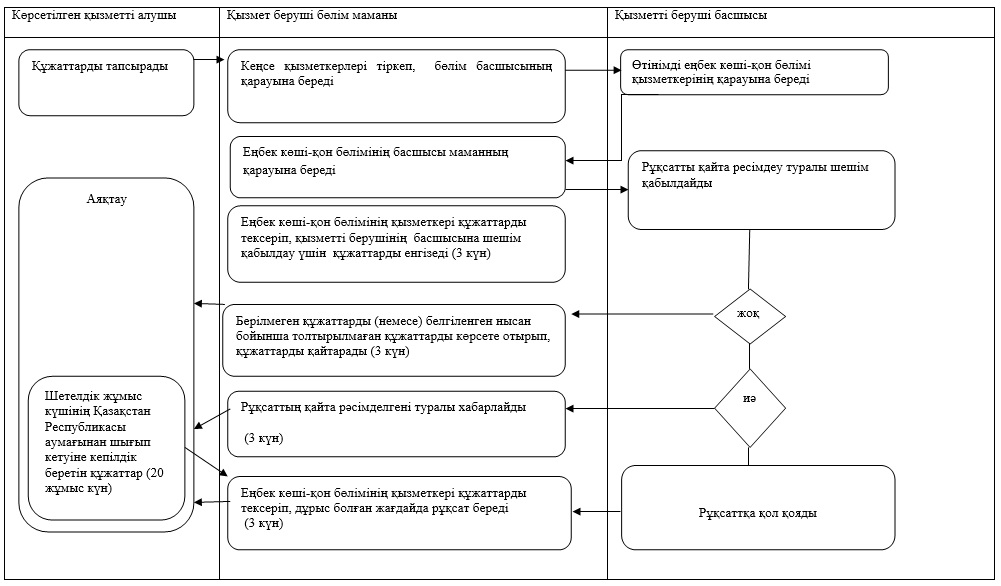 Көрсетілген қызметті алушы
Қызмет беруші бөлім маманы
Қызметті беруші басшысы
Құжаттарды тапсырады
Кеңсе қызметкерлері тіркеп, бөлім басшысының
қарауына береді
Өтінімді еңбек көші-қон бөлімі
қызметкерінің қарауына береді
Еңбек көші-қон бөлімінің басшысы маманның
қарауына береді
Рұқсатты қайта ресімдеу туралы шешім
қабылдайды
Аяқтау
Еңбек көші-қон бөлімінің қызметкері құжаттарды
тексеріп, қызметті берушінің басшысына шешім
қабылдау үшін құжаттарды енгізеді (3 күн)
жоқ
Берілмеген құжаттарды (немесе) белгіленген нысан
бойынша толтырылмаған құжаттарды көрсете отырып,
құжаттарды қайтарады (3 күн)
иә
Рұқсаттың қайта рәсімделгені туралы хабарлайды
(3 күн)
Шетелдік жұмыс
күшінің Қазақстан
Республикасы
аумағынан шығып
кетуіне кепілдік
беретін құжаттар (20
жұмыс күн)
Еңбек көші-қон бөлімінің қызметкері құжаттарды
тексеріп, дұрыс болған жағдайда рұқсат береді
(3 күн)
Рұқсатқа қол қояды